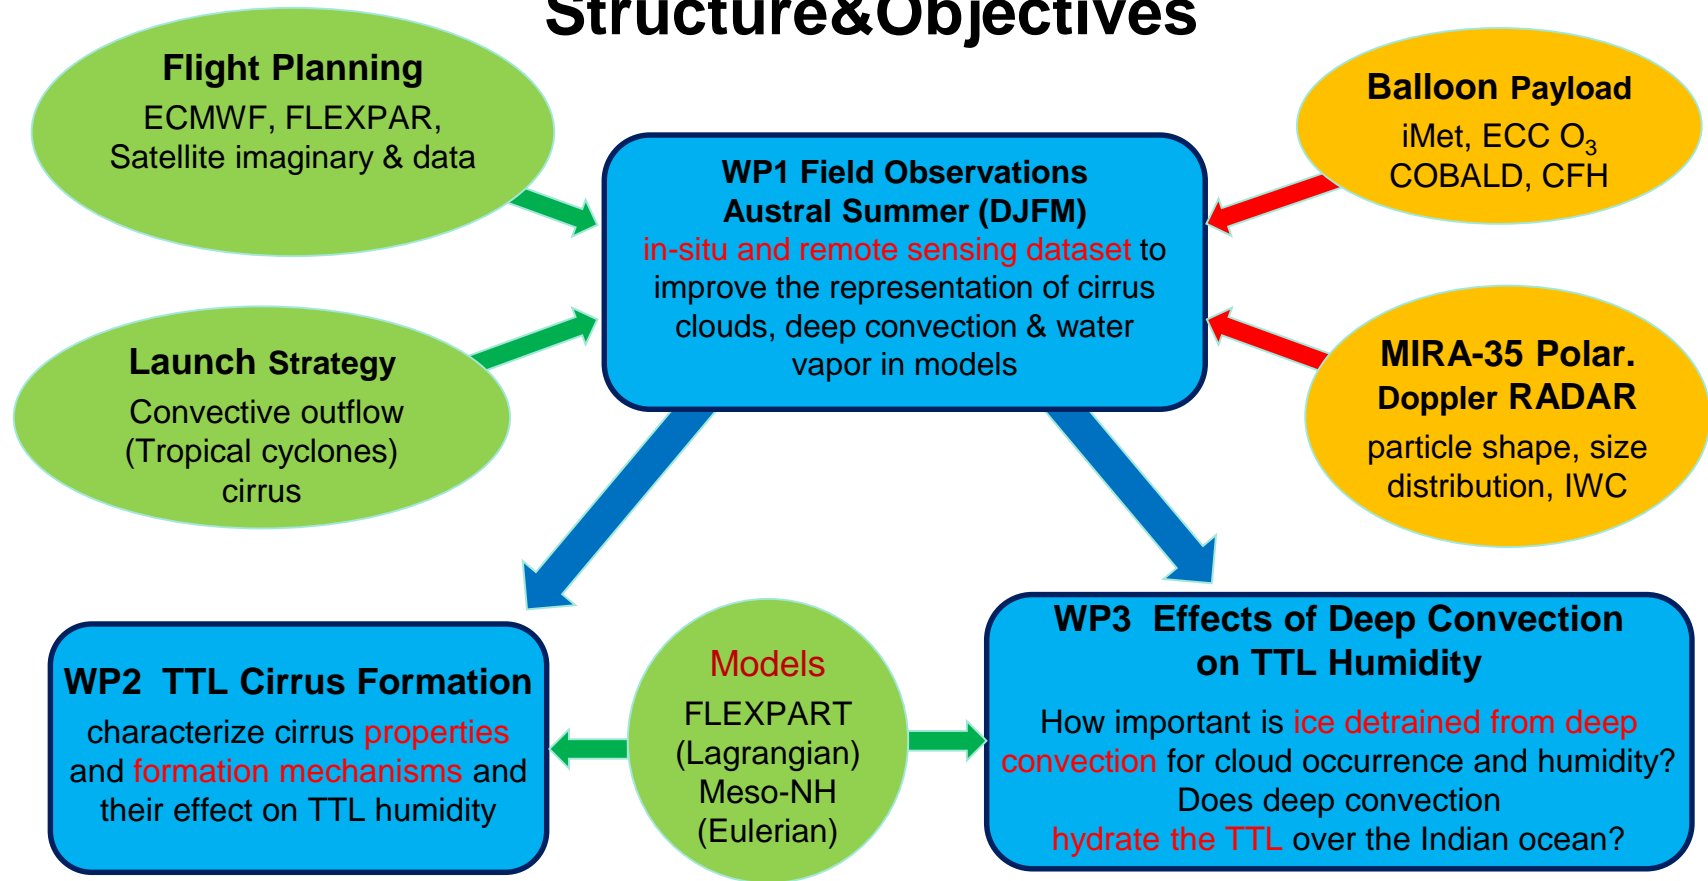 Structure&Objectives
Flight Planning
ECMWF, FLEXPAR,
Satellite imaginary & data
Balloon Payload
iMet, ECC O₃
COBALD, CFH
WP1 Field Observations
Austral Summer (DJFM)
in-situ and remote sensing dataset to
improve the representation of cirrus
clouds, deep convection & water
vapor in models
Launch Strategy
Convective outflow
(Tropical cyclones)
cirrus
MIRA-35 Polar.
Doppler RADAR
particle shape, size
distribution, IWC
WP2 TTL Cirrus Formation
characterize cirrus properties
and formation mechanisms and
their effect on TTL humidity
Models
FLEXPART
(Lagrangian)
Meso-NH
(Eulerian)
WP3 Effects of Deep Convection
on TTL Humidity
How important is ice detrained from deep
convection for cloud occurrence and humidity?
Does deep convection
hydrate the TTL over the Indian ocean?